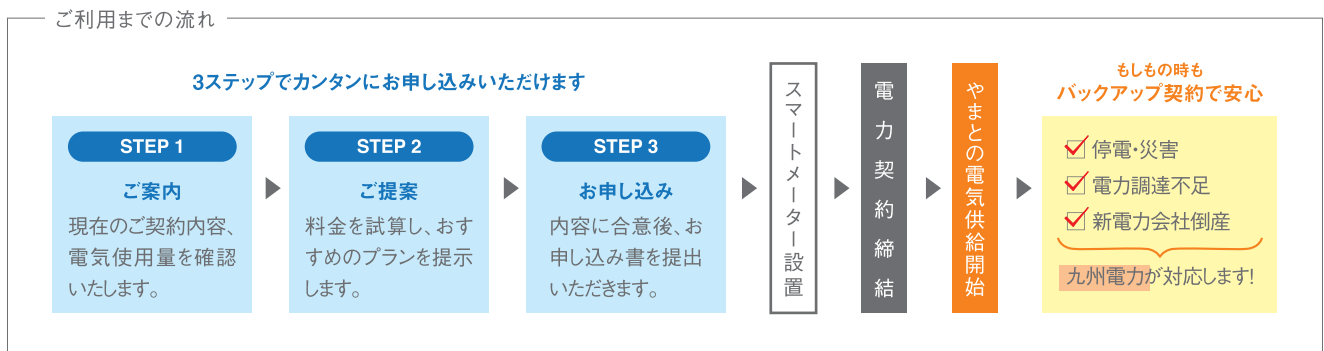 ご利用までの流れ
3ステップでカンタンにお申し込みいただけます
STEP 1
ご案内
現在のご契約内容、
電気使用量を確認
いたします。
STEP 2
ご提案
料金を試算し、おす
すめのプランを提示
します。
STEP 3
お申し込み
内容に合意後、お
申し込み書を提出
いただきます。
スマートメーター設置
電力契約締結
やまとの電気供給開始
もしもの時も
バックアップ契約で安心
停電・災害
電力調達不足
新電力会社倒産
九州電力が対応します!